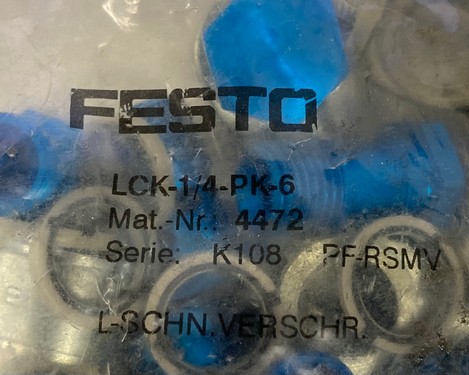 FESTO
LCK-1/4-PK-6
Mat.-Nr.: 4472
Serie: K108 PF-RSMV
L-SCHN.VERSCHR.